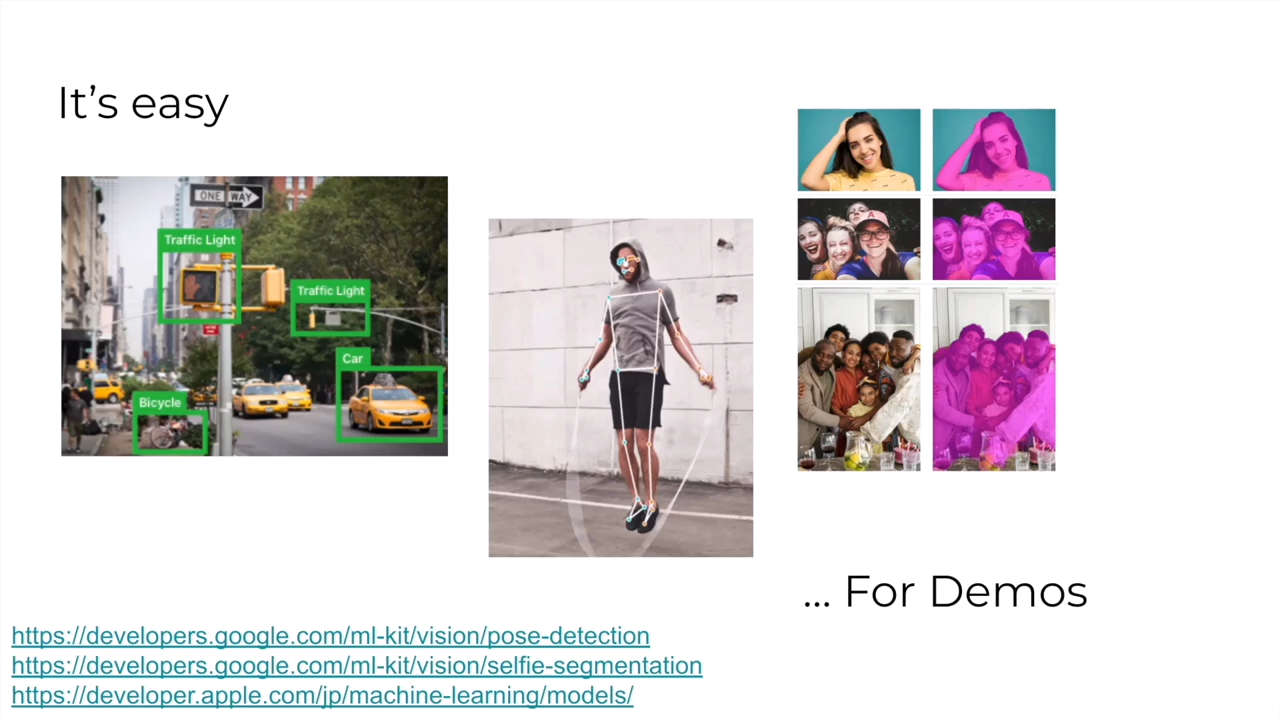 It's easy
ONE WAY
Traffic Light
Traffic Light
Car
Bicycle
A
... For Demos
https://developers.google.com/ml-kit/vision/pose-detection
https://developers.google.com/ml-kit/vision/selfie-segmentation
https://developer.apple.com/jp/machine-learning/models/